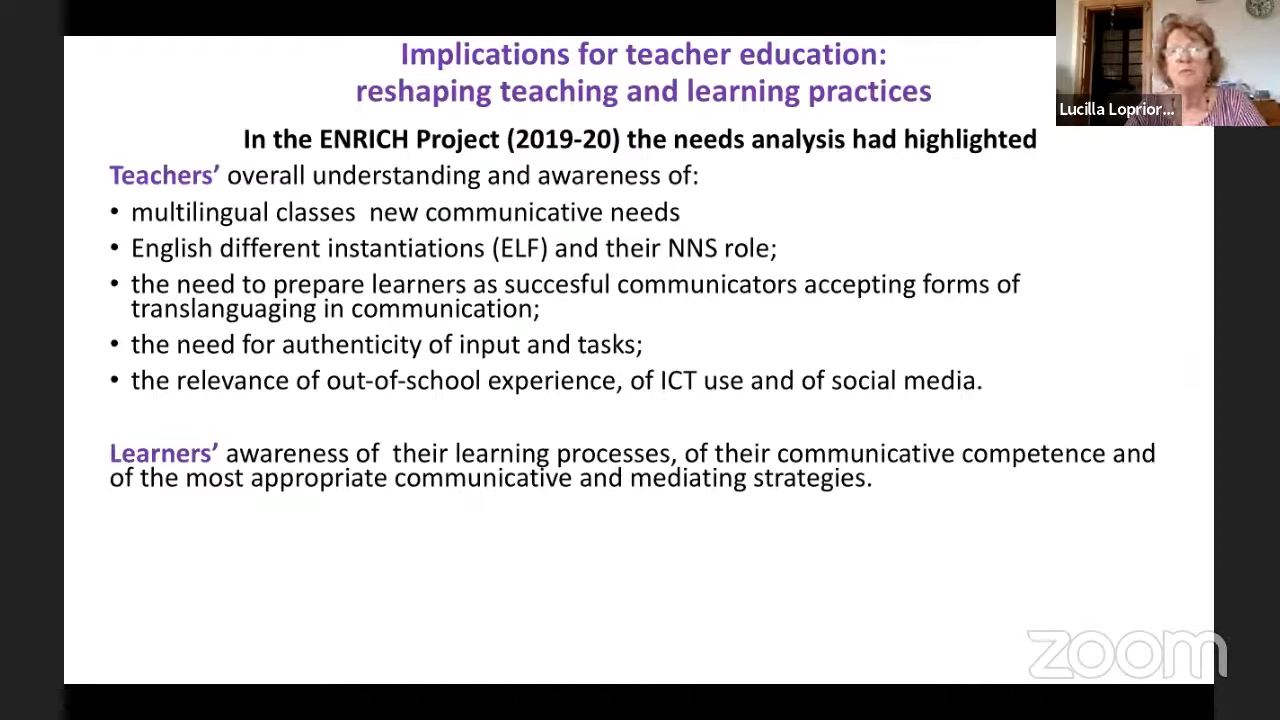 Implications for teacher education:
reshaping teaching and learning practices
Lucilla Loprior...
In the ENRICH Project (2019-20) the needs analysis had highlighted
Teachers’ overall understanding and awareness of:
• multilingual classes new communicative needs
• English different instantiations (ELF) and their NNS role;
• the need to prepare learners as succesful communicators accepting forms of
translanguaging in communication;
• the need for authenticity of input and tasks;
• the relevance of out-of-school experience, of ICT use and of social media.
Learners’ awareness of their learning processes, of their communicative competence and
of the most appropriate communicative and mediating strategies.
zoom